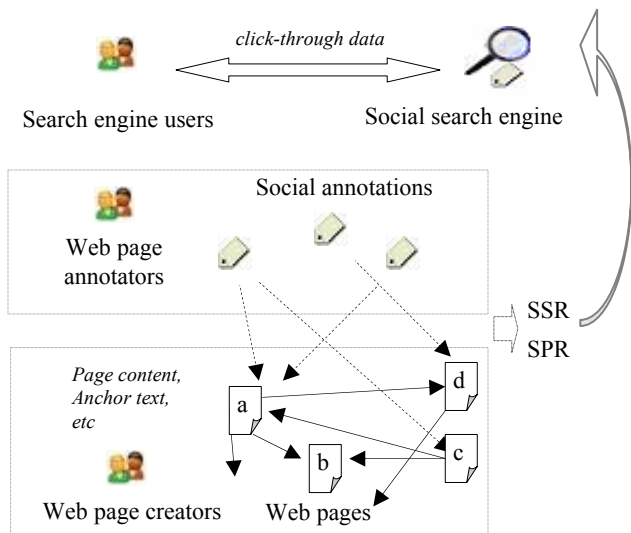 click-through data
Search engine users
Social search engine
Social annotations
Web page
annotators
SSR
SPR
Page content,
Anchor text,
etc
a
d
b
c
Web page creators
Web pages